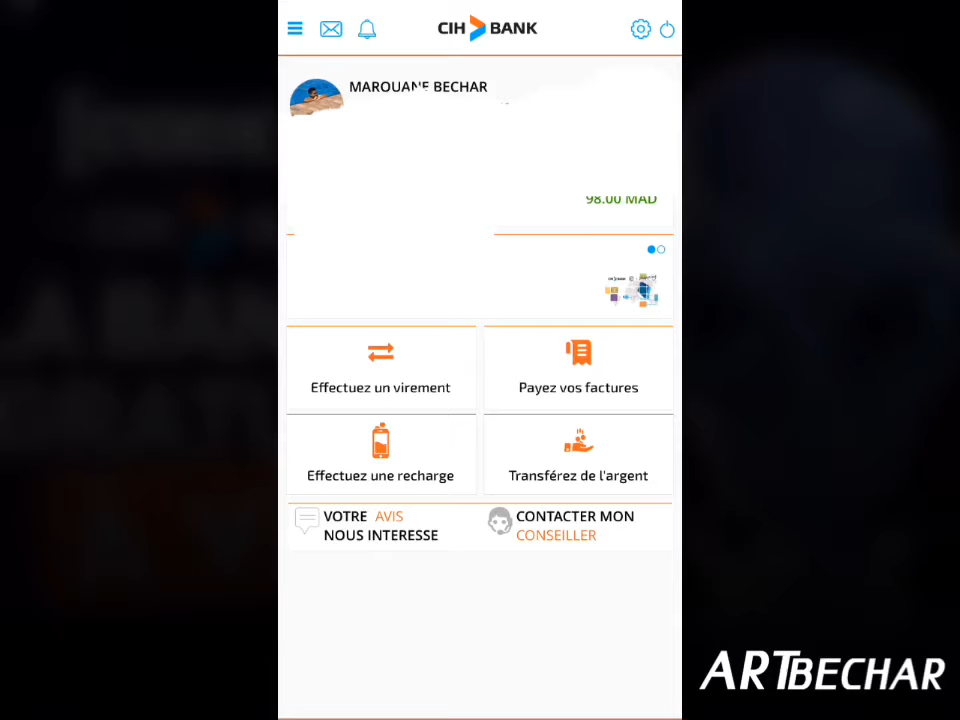 CIH BANK
MAROUANE BECHAR
98.00 MAD
Effectuez un virement
Payez vos factures
Effectuez une recharge
Transférez de l'argent
VOTRE AVIS
NOUS INTERESSE
CONTACTER MON
CONSEILLER
ARTBECHAR